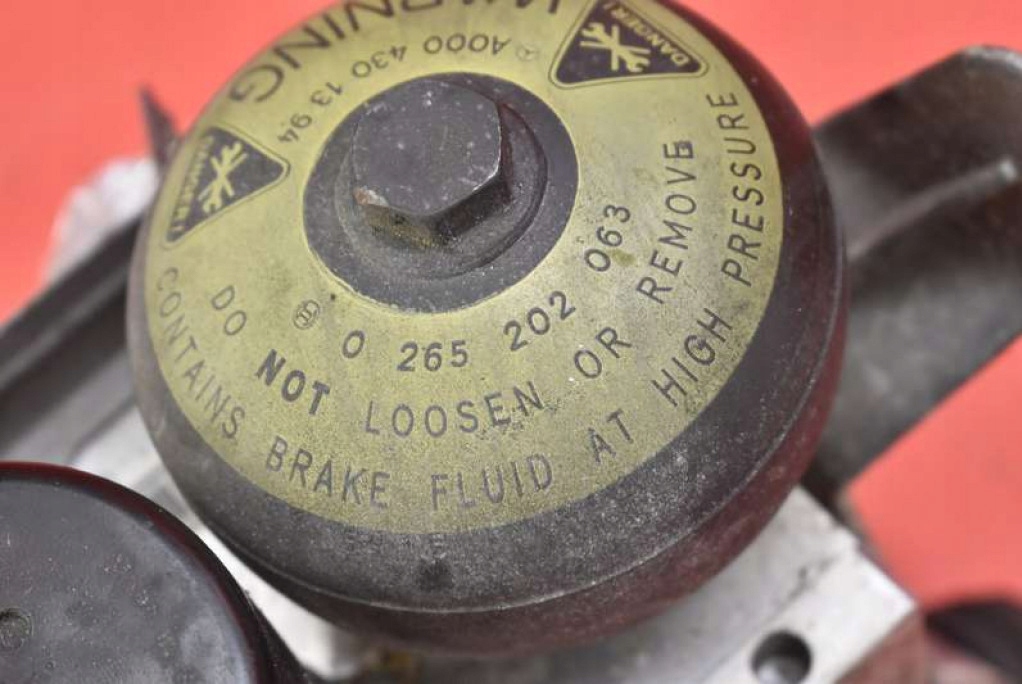 WARNING
A000 430 13 94
DANGER!
DANGER!
0 265 202 063
DO NOT LOOSEN OR REMOVE
CONTAINS BRAKE FLUID AT HIGH PRESSURE